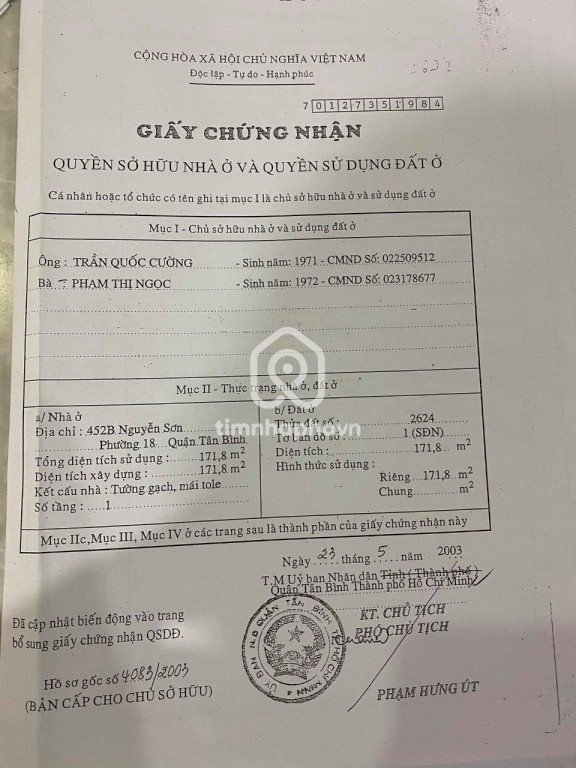 CỘNG HÒA XÃ HỘI CHỦ NGHĨA VIỆT NAM
Độc lập - Tự do - Hạnh phúc
7 0 1 2 7 3 5 1 9 8 4
GIẤY CHỨNG NHẬN
QUYỀN SỞ HỮU NHÀ Ở VÀ QUYỀN SỬ DỤNG ĐẤT Ở
Cá nhân hoặc tổ chức có tên ghi tại mục I là chủ sở hữu nhà ở và sử dụng đất ở
Mục I - Chủ sở hữu nhà ở và sử dụng đất ở
Ông : TRẦN QUỐC CƯỜNG - Sinh năm: 1971 - CMND Số: 022509512
Bà PHẠM THỊ NGỌC - Sinh năm: 1972 - CMND Số: 023178677
Mục II - Thực trạng nhà ở, đất ở
a/ Nhà ở
Địa chỉ : 452B Nguyễn Sơn
Phường 18 Quận Tân Bình
Tổng diện tích sử dụng : 171,8 m²
Diện tích xây dựng : 171,8 m²
Kết cấu nhà : Tường gạch, mái tole
Số tầng : 1
b/ Đất ở
Thửa đất số : 2624
Tờ bản đồ số : 1 (SĐN)
Diện tích : 171,8 m²
Hình thức sử dụng :
Riêng 171,8 m²
Chung m²
timnhapho.vn
Mục IIc,Mục III, Mục IV ở các trang sau là thành phần của giấy chứng nhận này
Ngày 23 tháng 5 năm 2003
T.M Uỷ ban Nhân dân Tỉnh ( Thành phố )
Quận Tân Bình Thành phố Hồ Chí Minh
KT. CHỦ TỊCH
PHÓ CHỦ TỊCH
Đã cập nhật biến động vào trang
bổ sung giấy chứng nhận QSDĐ.
Hồ sơ gốc số 4083/2003
(BẢN CẤP CHO CHỦ SỞ HỮU)
ỦY BAN N.D QUẬN TÂN BÌNH T.P HỒ CHÍ MINH
PHẠM HƯNG ÚT